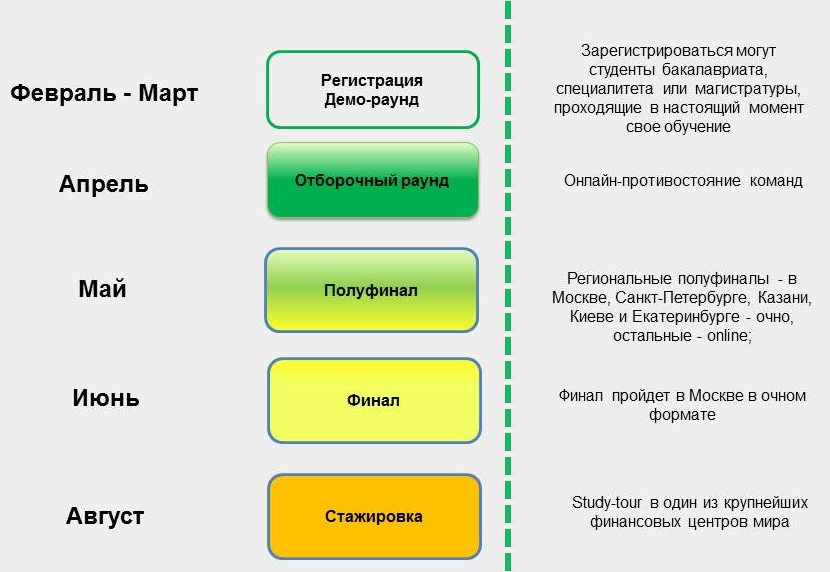 Февраль - Март
Регистрация
Демо-раунд
Зарегистрироваться могут
студенты бакалавриата,
специалитета или магистратуры,
проходящие в настоящий момент
свое обучение
Апрель
Отборочный раунд
Онлайн-противостояние команд
Май
Полуфинал
Региональные полуфиналы - в
Москве, Санкт-Петербурге, Казани,
Киеве и Екатеринбурге - очно,
остальные - online;
Июнь
Финал
Финал пройдет в Москве в очном
формате
Август
Стажировка
Study-tour в один из крупнейших
финансовых центров мира